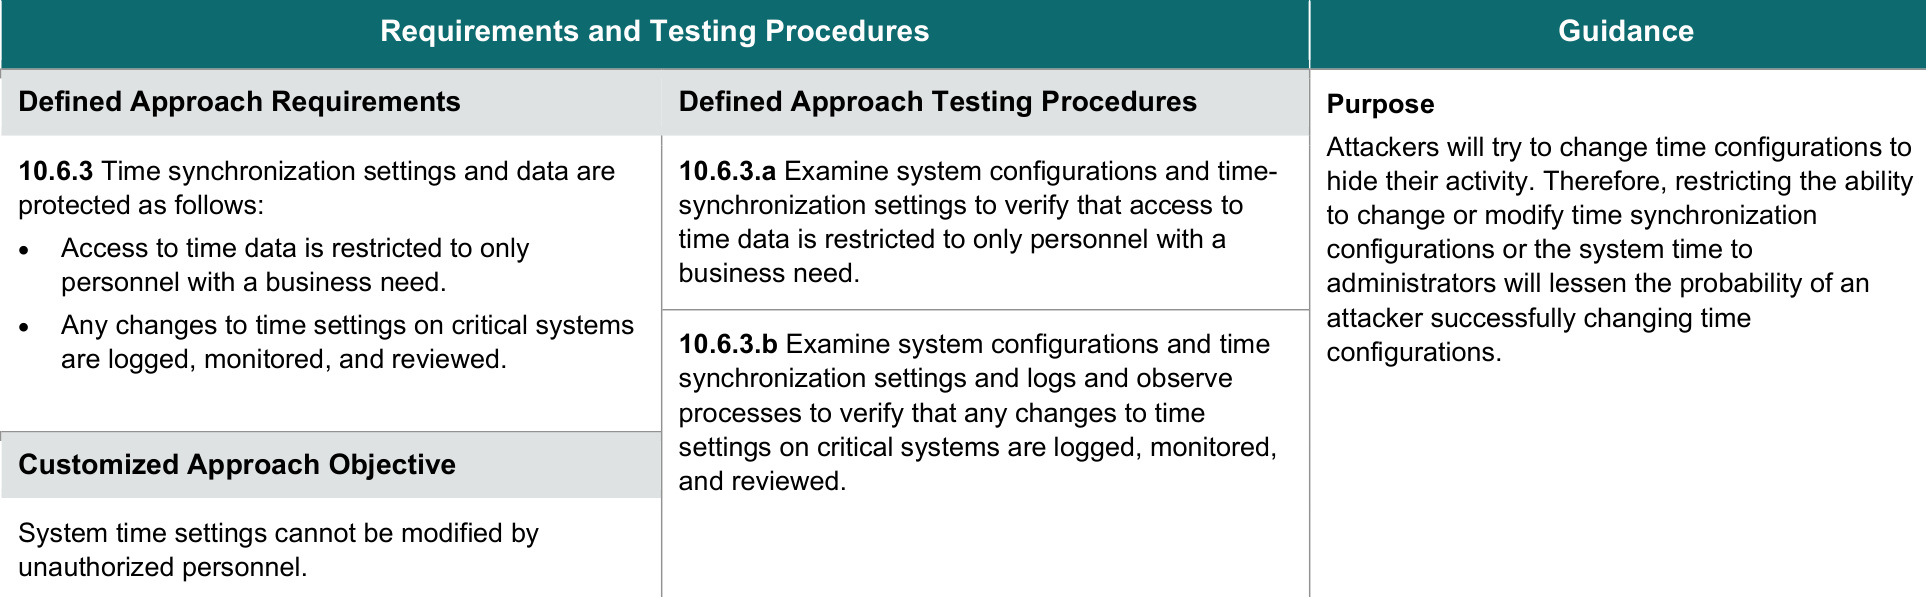 Requirements and Testing Procedures
Guidance
Defined Approach Requirements
10.6.3 Time synchronization settings and data are
protected as follows:
• Access to time data is restricted to only
personnel with a business need.
• Any changes to time settings on critical systems
are logged, monitored, and reviewed.
Customized Approach Objective
System time settings cannot be modified by
unauthorized personnel.
Defined Approach Testing Procedures
10.6.3.a Examine system configurations and time-
synchronization settings to verify that access to
time data is restricted to only personnel with a
business need.
10.6.3.b Examine system configurations and time
synchronization settings and logs and observe
processes to verify that any changes to time
settings on critical systems are logged, monitored,
and reviewed.
Purpose
Attackers will try to change time configurations to
hide their activity. Therefore, restricting the ability
to change or modify time synchronization
configurations or the system time to
administrators will lessen the probability of an
attacker successfully changing time
configurations.